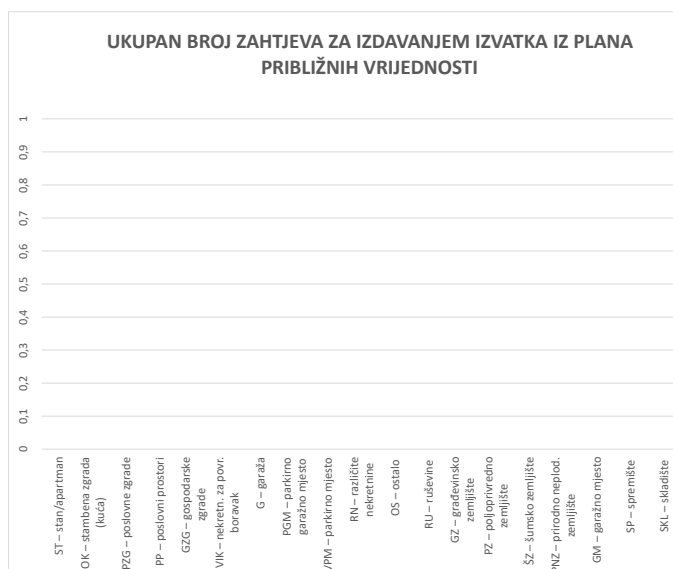 UKUPAN BROJ ZAHTJEVA ZA IZDAVANJEM IZVATKA IZ PLANA
PRIBLIŽNIH VRIJEDNOSTI
1
0,9
0,8
0,7
0,6
0,5
0,4
0,3
0,2
0,1
0
ST – stan/apartman
OK – stambena zgrada
(kuća)
PZG – poslovne zgrade
PP – poslovni prostori
GZG – gospodarske
zgrade
VIK – nekretn. za povr.
boravak
G – garaža
PGM – parkirno
garažno mjesto
VPM – parkirno mjesto
RN – različite
nekretnine
OS – ostalo
RU – ruševine
GZ – građevinsko
zemljište
PZ – poljoprivredno
zemljište
ŠZ – šumsko zemljište
PNZ – prirodno neplod.
zemljište
GM – garažno mjesto
SP – spremište
SKL – skladište